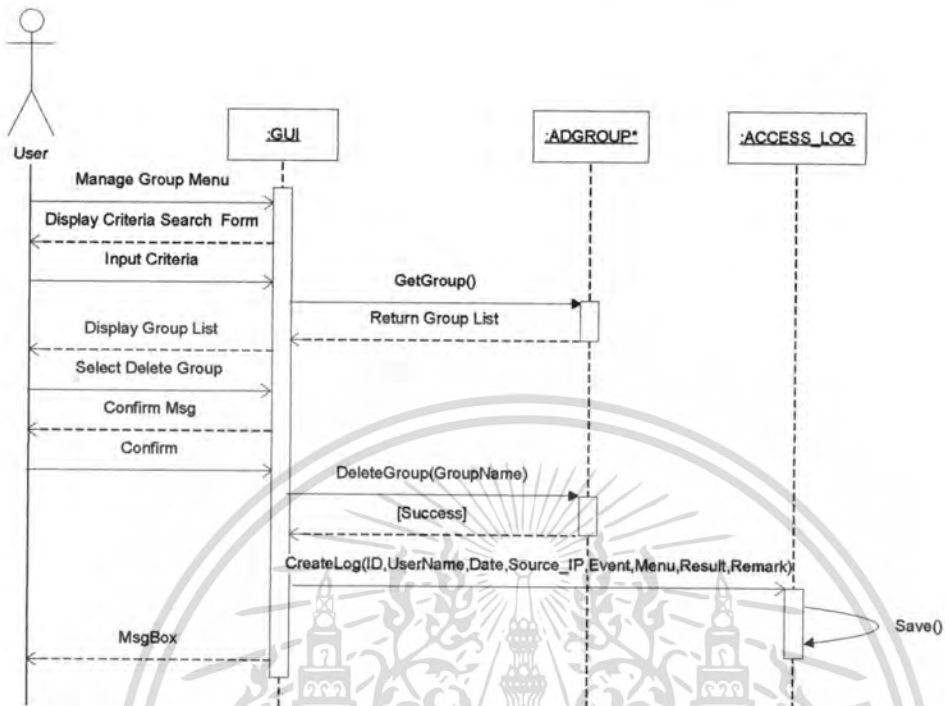 :GUI
:ADGROUP*
:ACCESS_LOG
User
Manage Group Menu
Display Criteria Search Form
Input Criteria
GetGroup()
Return Group List
Display Group List
Select Delete Group
Confirm Msg
Confirm
DeleteGroup(GroupName)
[Success]
CreateLog(ID,UserName,Date,Source_IP,Event,Menu,Result,Remark)
Save()
MsgBox